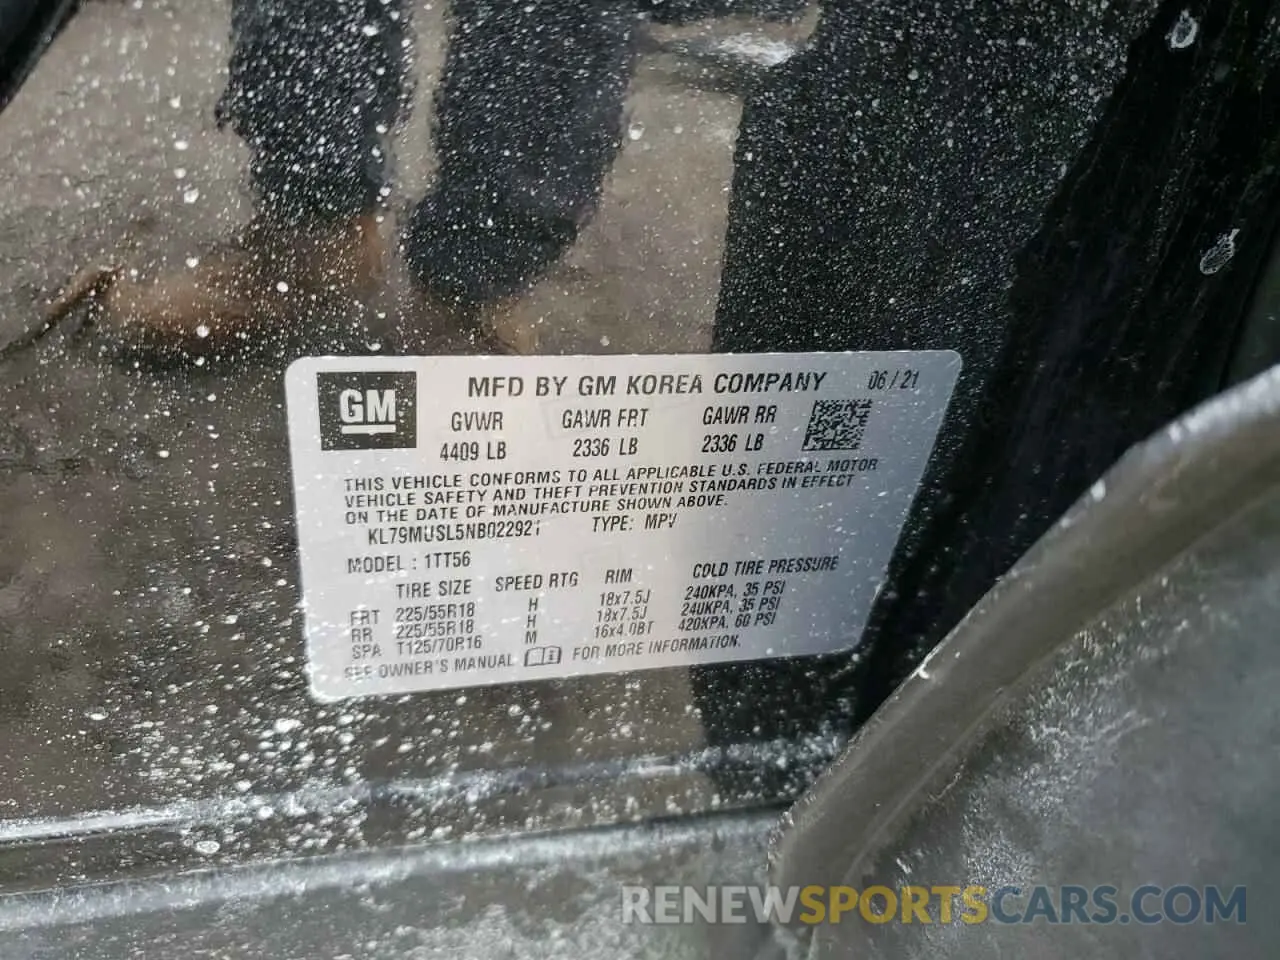 GM
MFD BY GM KOREA COMPANY 06/21
GVWR GAWR FRT GAWR RR
4409 LB 2336 LB 2336 LB
THIS VEHICLE CONFORMS TO ALL APPLICABLE U.S. FEDERAL MOTOR
VEHICLE SAFETY AND THEFT PREVENTION STANDARDS IN EFFECT
ON THE DATE OF MANUFACTURE SHOWN ABOVE.
KL79MUSL5NB022921 TYPE: MPV
MODEL: 1TT56
TIRE SIZE SPEED RTG RIM COLD TIRE PRESSURE
FRT 225/55R18 H 18x7.5J 240KPA, 35 PSI
RR 225/55R18 H 18x7.5J 240KPA, 35 PSI
SPA T125/70R16 M 16x4.0BT 420KPA, 60 PSI
SEE OWNER'S MANUAL FOR MORE INFORMATION.
RENEWSPORTSCARS.COM